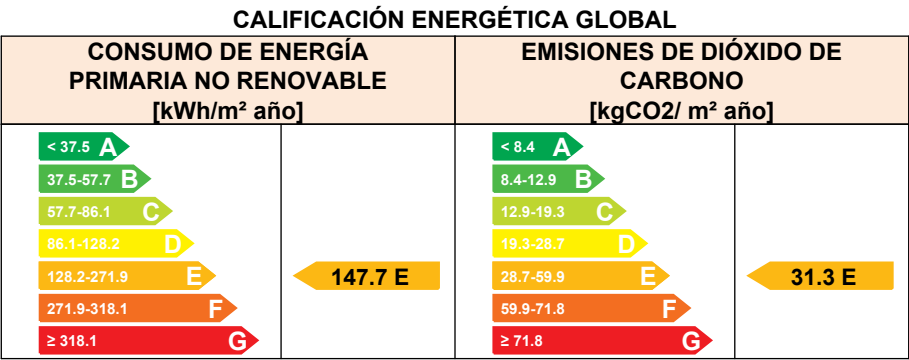 CALIFICACIÓN ENERGÉTICA GLOBAL
CONSUMO DE ENERGÍA
PRIMARIA NO RENOVABLE
[kWh/m² año]
EMISIONES DE DIÓXIDO DE
CARBONO
[kgCO2/ m² año]
< 37.5 A
37.5-57.7 B
57.7-86.1 C
86.1-128.2 D
128.2-271.9 E
271.9-318.1 F
≥ 318.1 G
147.7 E
< 8.4 A
8.4-12.9 B
12.9-19.3 C
19.3-28.7 D
28.7-59.9 E
59.9-71.8 F
≥ 71.8 G
31.3 E